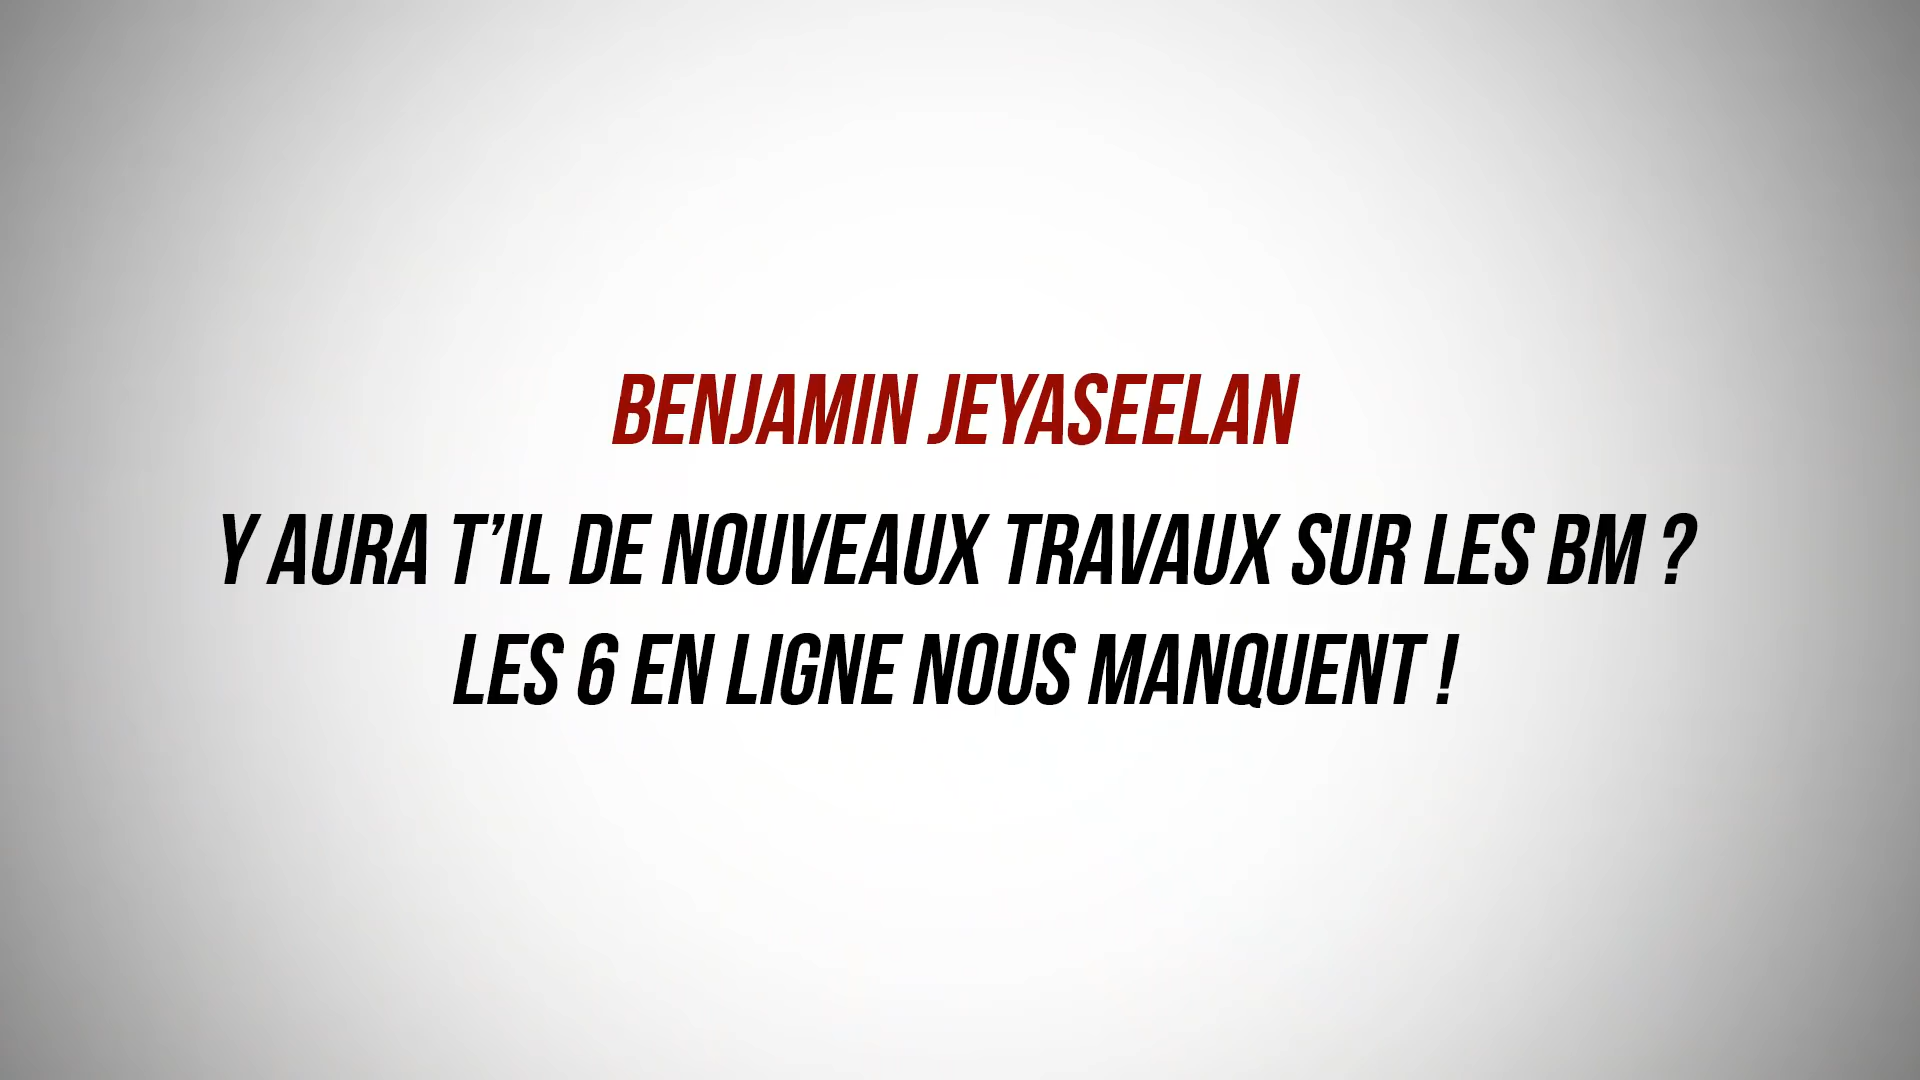 BENJAMIN JEYASEELAN
Y AURA T’IL DE NOUVEAUX TRAVAUX SUR LES BM ?
LES 6 EN LIGNE NOUS MANQUENT !